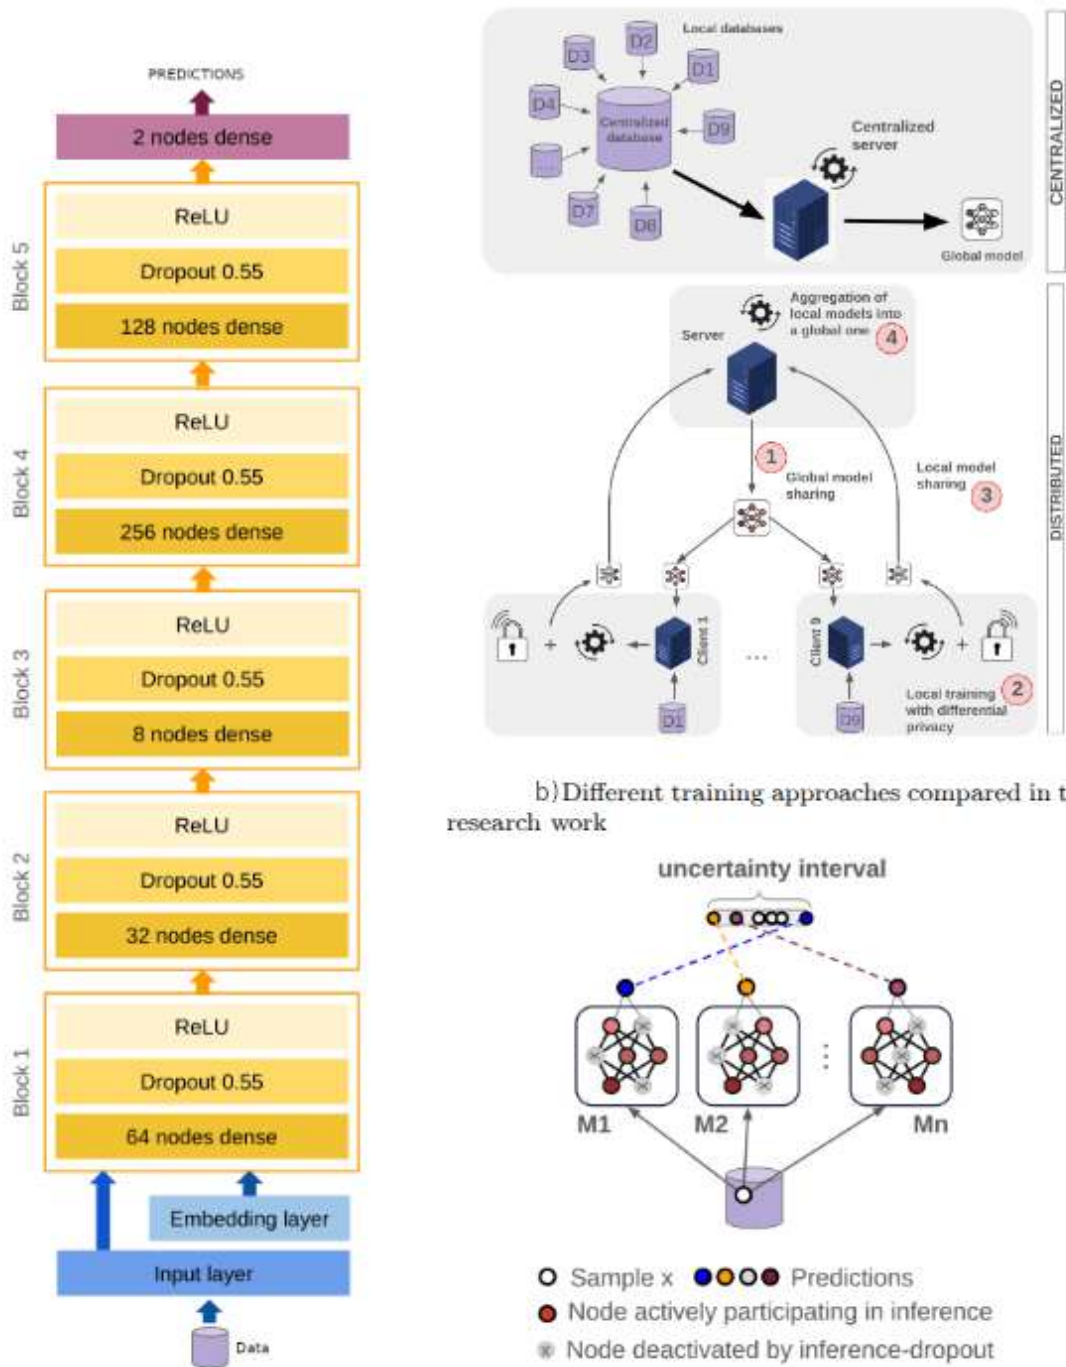 PREDICTIONS
2 nodes dense
Block 5
ReLU
Dropout 0.55
128 nodes dense
Block 4
ReLU
Dropout 0.55
256 nodes dense
Block 3
ReLU
Dropout 0.55
8 nodes dense
Block 2
ReLU
Dropout 0.55
32 nodes dense
Block 1
ReLU
Dropout 0.55
64 nodes dense
Embedding layer
Input layer
Data
Local databases
D2
D3
D1
D4
D9
...
D7
D8
Centralized
database
Centralized
server
Global model
CENTRALIZED
Aggregation of
local models into
a global one
4
Server
1
Global model
sharing
Local model
sharing
3
DISTRIBUTED
+
Client 1
D1
...
Client 9
D9
+
2
Local training
with differential
privacy
b) Different training approaches compared in t
research work
uncertainty interval
M1
M2
...
Mn
Sample x
Predictions
Node actively participating in inference
Node deactivated by inference-dropout